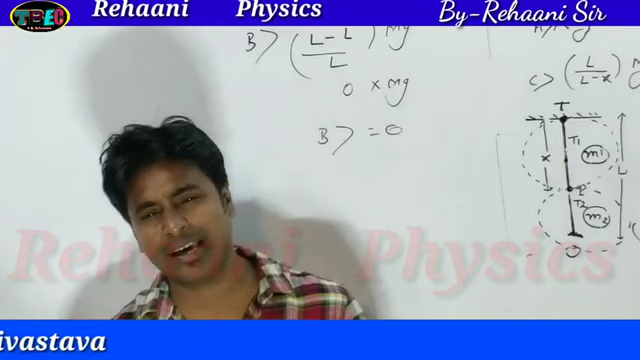 Rehaani Physics By-Rehaani Sir
TBEC
B> (L-L/L) Mg
0 x mg
B> = 0
C> (L/L-x)
T
T1
m1
x
L
P
T2
m2
O
Rehaani Physics
ivastava